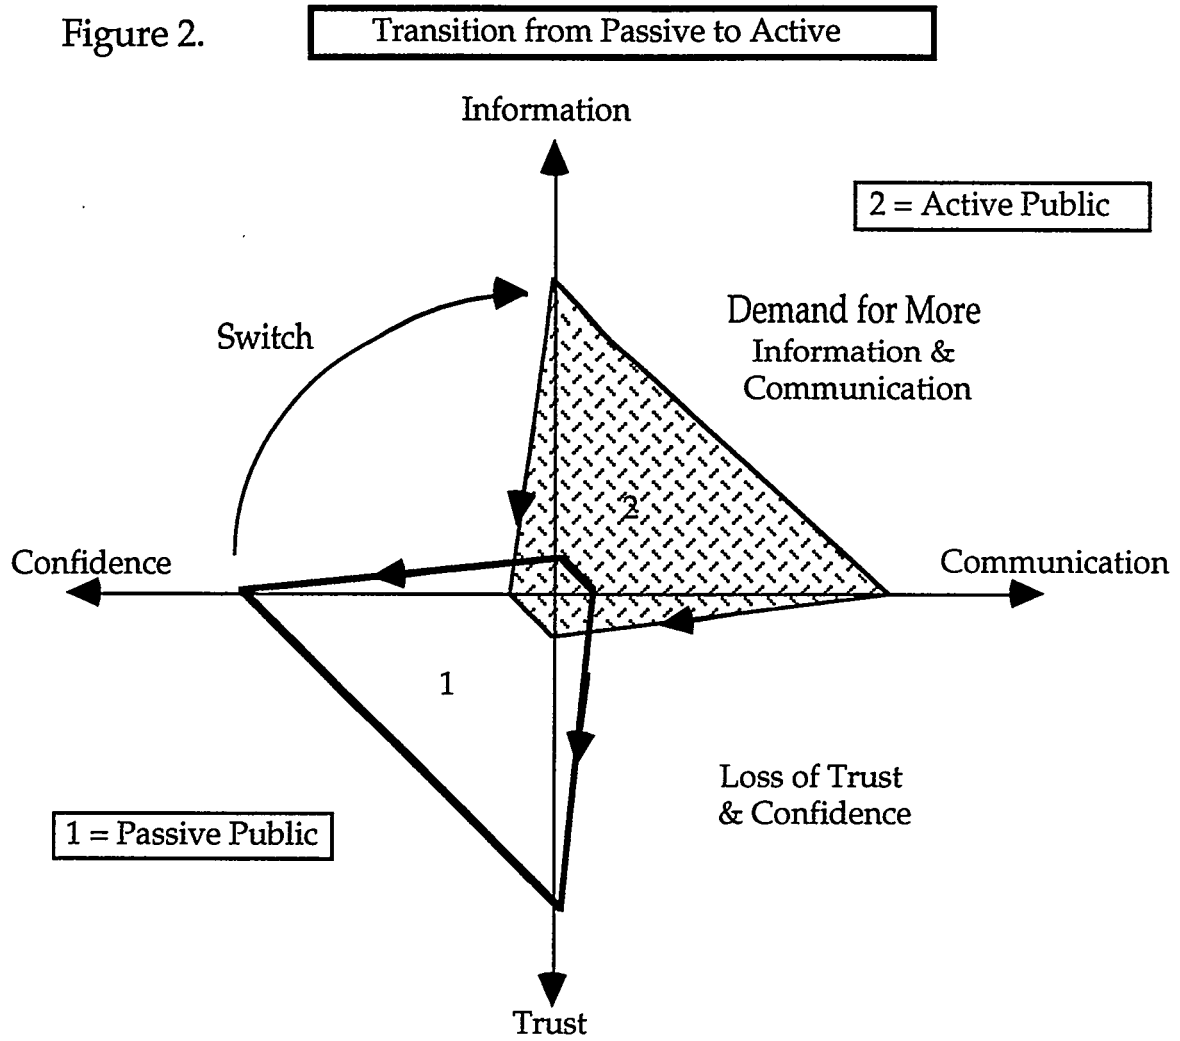 Figure 2.
Transition from Passive to Active
Information
2 = Active Public
Demand for More
Information &
Communication
Switch
2
Confidence
Communication
1
Loss of Trust
& Confidence
1 = Passive Public
Trust